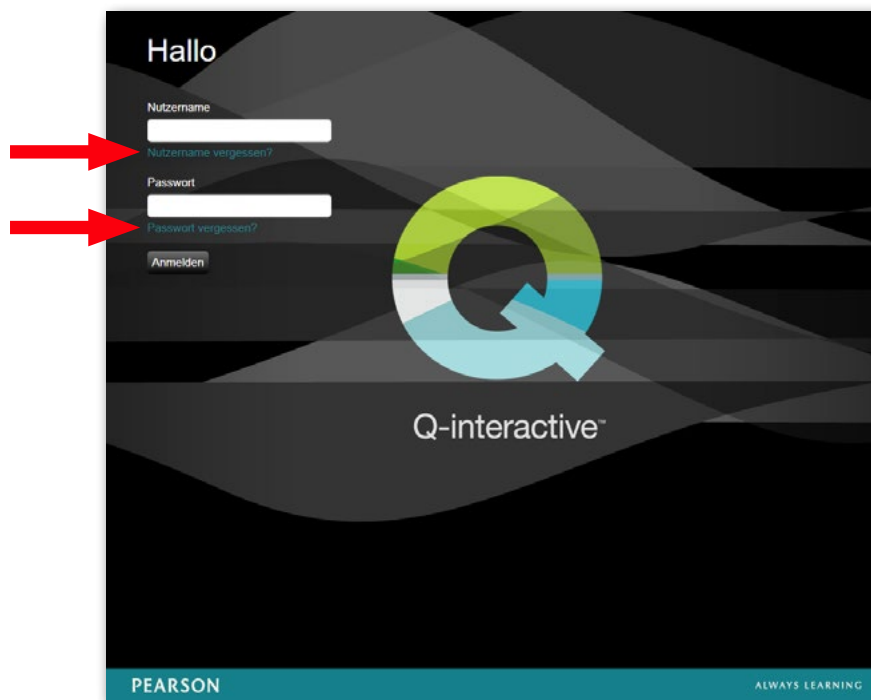 Hallo
Nutzername
Nutzername vergessen?
Passwort
Passwort vergessen?
Anmelden
Q-interactive™
PEARSON
ALWAYS LEARNING